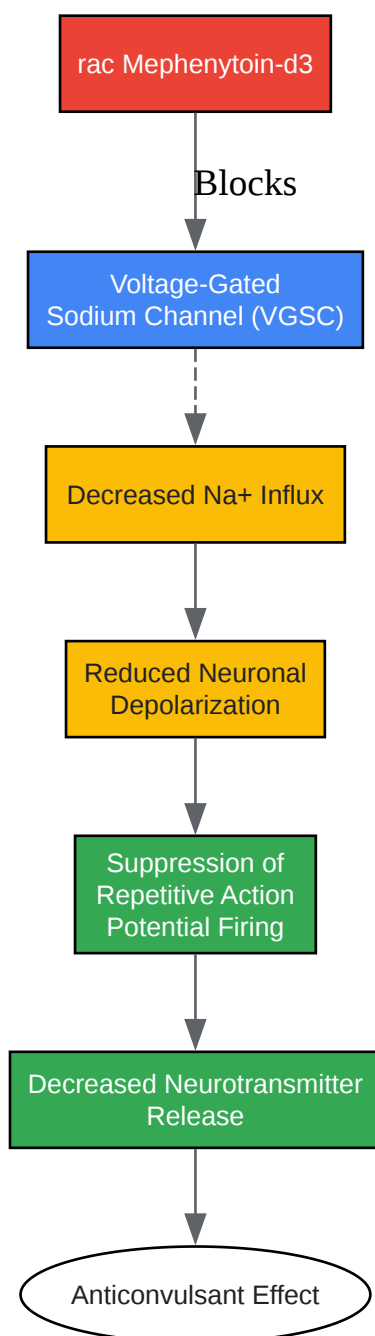 rac Mephenytoin-d3
Blocks
Voltage-Gated
Sodium Channel (VGSC)
Decreased Na+ Influx
Reduced Neuronal
Depolarization
Suppression of
Repetitive Action
Potential Firing
Decreased Neurotransmitter
Release
Anticonvulsant Effect